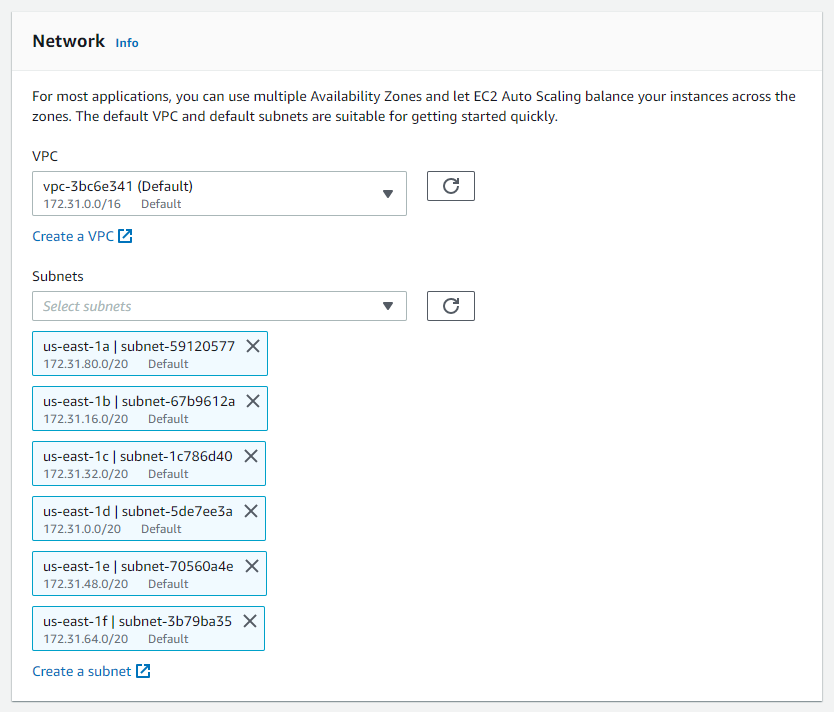 Network Info
For most applications, you can use multiple Availability Zones and let EC2 Auto Scaling balance your instances across the
zones. The default VPC and default subnets are suitable for getting started quickly.
VPC
vpc-3bc6e341 (Default)
172.31.0.0/16 Default
Create a VPC
Subnets
Select subnets
us-east-1a | subnet-59120577
172.31.80.0/20 Default
us-east-1b | subnet-67b9612a
172.31.16.0/20 Default
us-east-1c | subnet-1c786d40
172.31.32.0/20 Default
us-east-1d | subnet-5de7ee3a
172.31.0.0/20 Default
us-east-1e | subnet-70560a4e
172.31.48.0/20 Default
us-east-1f | subnet-3b79ba35
172.31.64.0/20 Default
Create a subnet